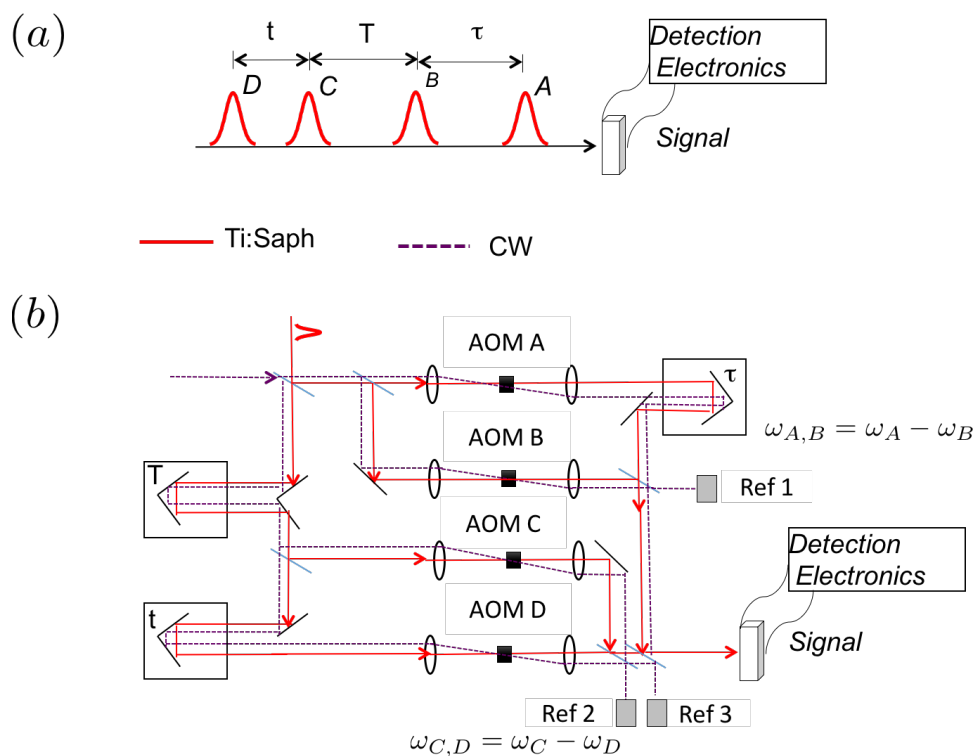 (a)
t T τ
D C B A
Detection
Electronics
Signal
Ti:Saph CW
(b)
AOM A
τ
ω_{A,B} = ω_A − ω_B
AOM B
T
Ref 1
AOM C
Detection
Electronics
AOM D
t
Signal
Ref 2 Ref 3
ω_{C,D} = ω_C − ω_D